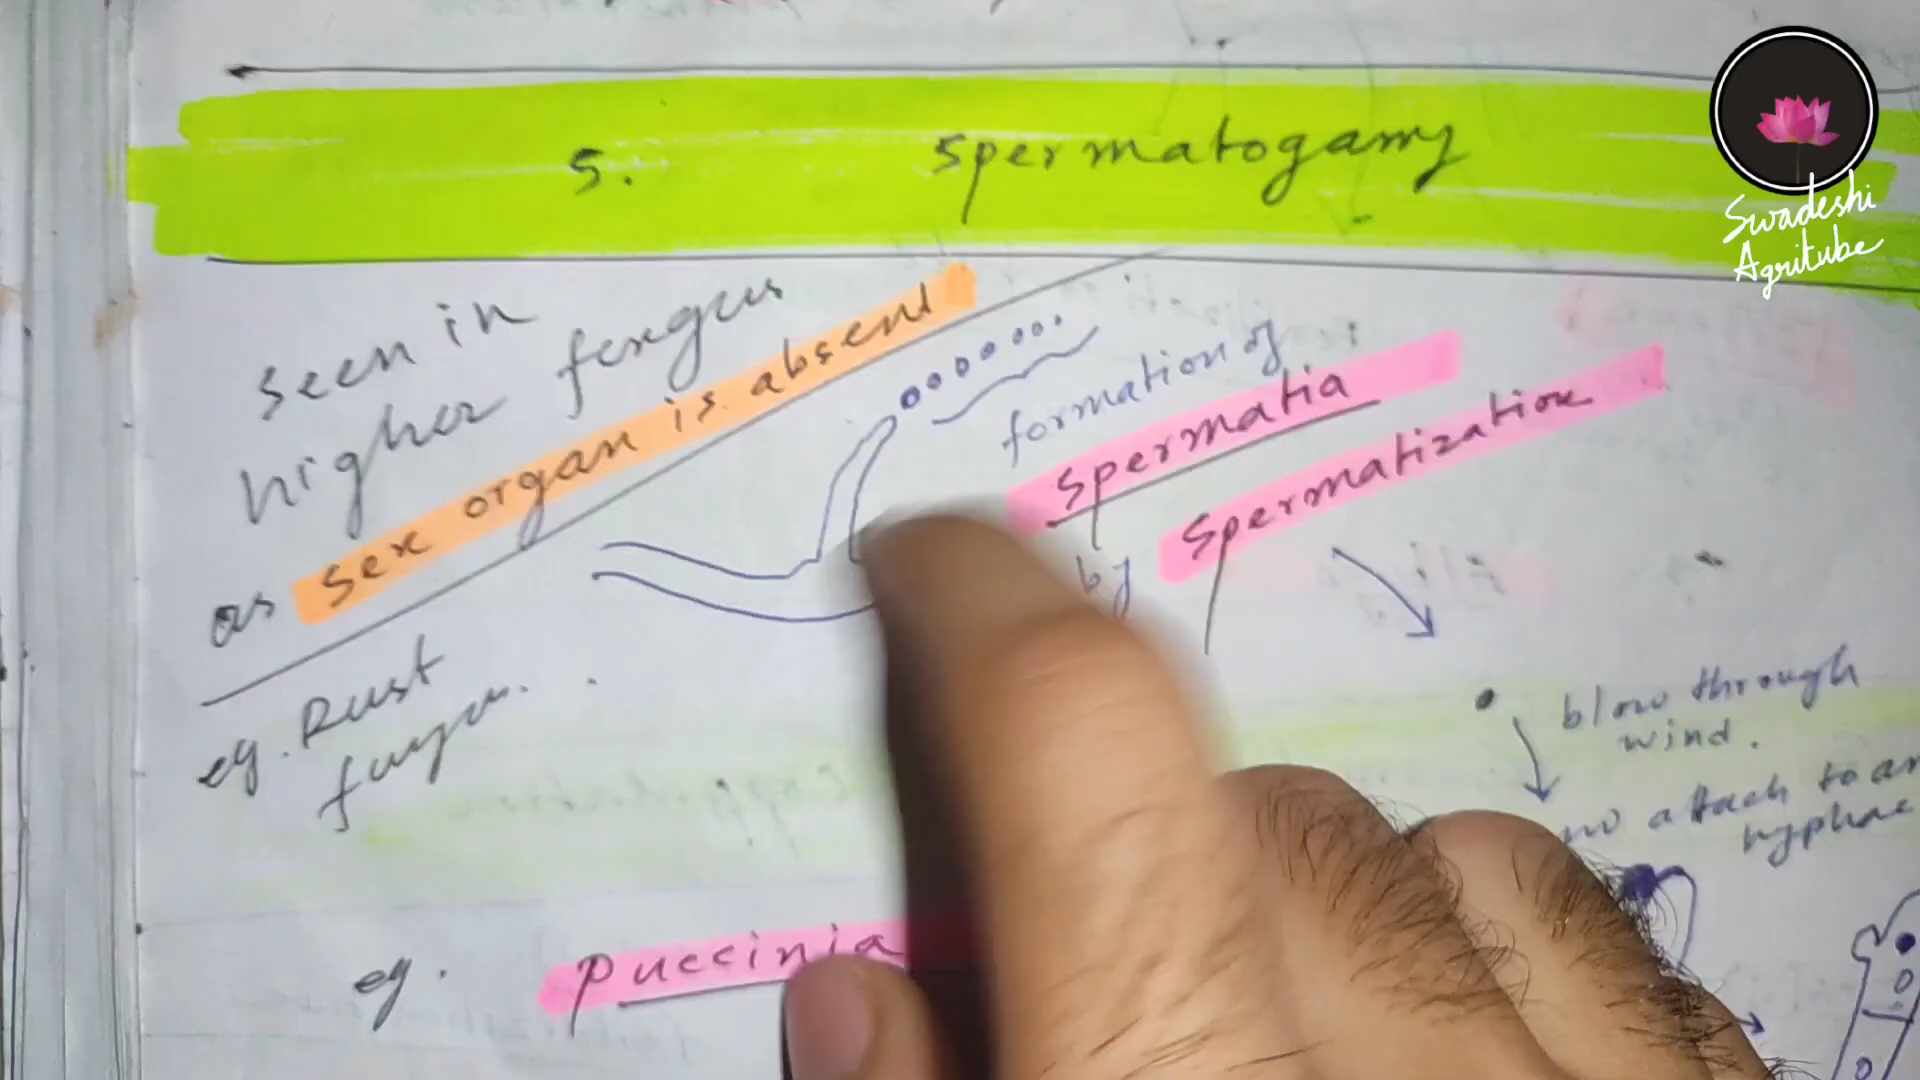 5. Spermatogamy
Swadeshi
Agritube
seen in
higher fungus
as sex organ is absent
eg. Rust
fungus.
formation of
spermatia
by spermatization
blow through
wind.
attach to an
hyphae
eg. Puccinia